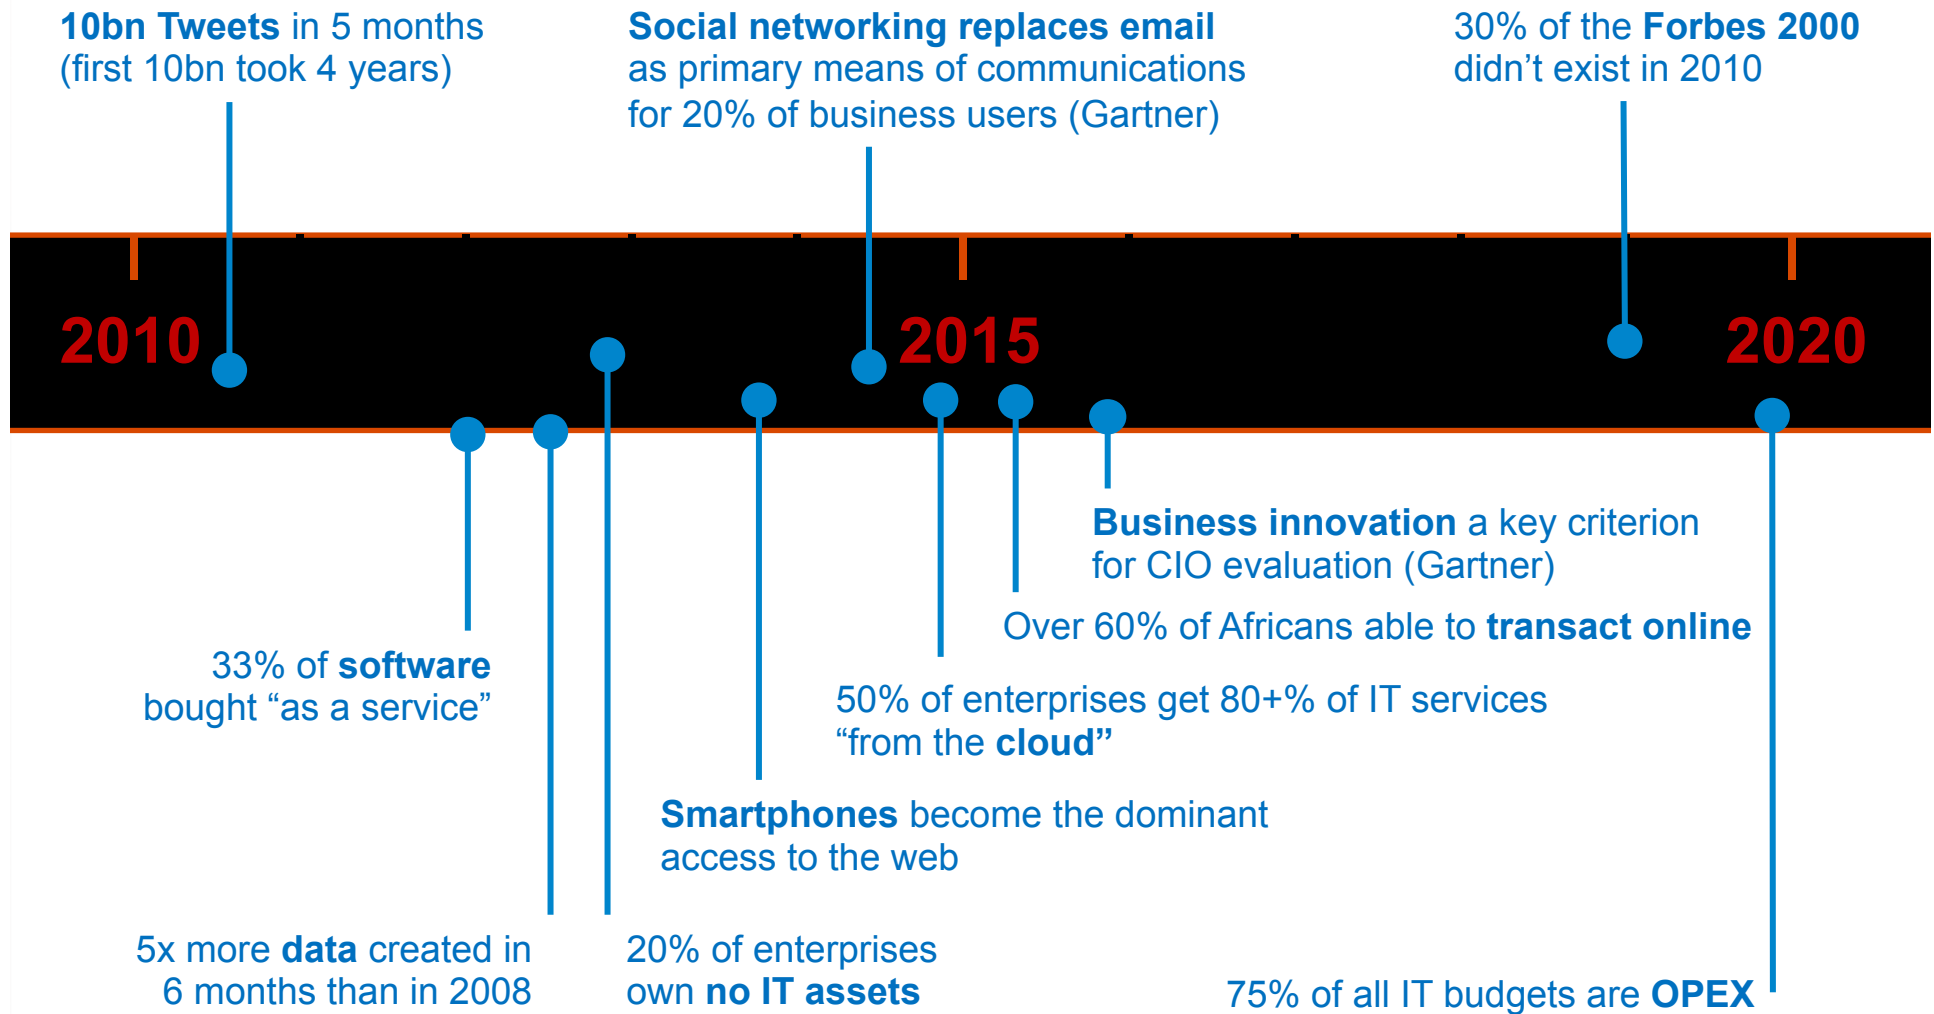 10bn Tweets in 5 months
(first 10bn took 4 years)
Social networking replaces email
as primary means of communications
for 20% of business users (Gartner)
30% of the Forbes 2000
didn’t exist in 2010
2010
2015
2020
Business innovation a key criterion
for CIO evaluation (Gartner)
Over 60% of Africans able to transact online
33% of software
bought “as a service”
50% of enterprises get 80+% of IT services
“from the cloud”
Smartphones become the dominant
access to the web
5x more data created in
6 months than in 2008
20% of enterprises
own no IT assets
75% of all IT budgets are OPEX